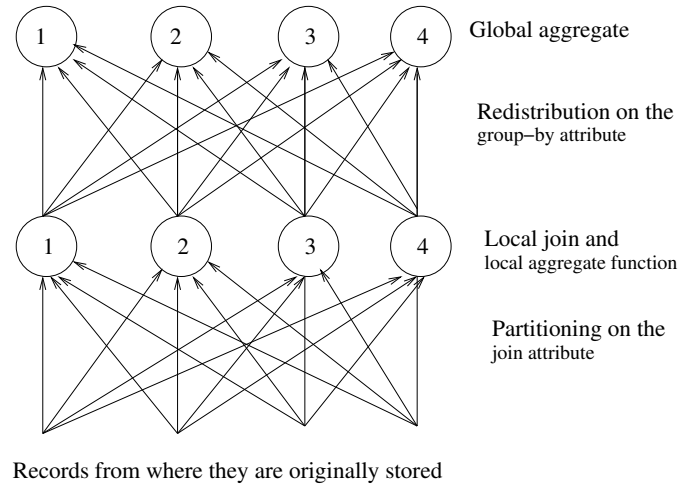 1 2 3 4 Global aggregate
Redistribution on the
group−by attribute
1 2 3 4 Local join and
local aggregate function
Partitioning on the
join attribute
Records from where they are originally stored